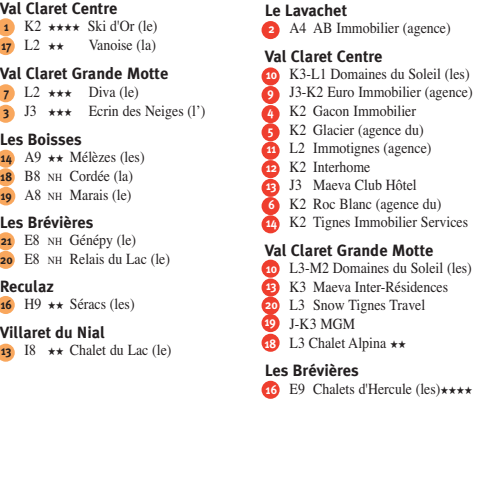 Val Claret Centre
1 K2 ★★★★ Ski d'Or (le)
17 L2 ★★ Vanoise (la)
Val Claret Grande Motte
7 L2 ★★★ Diva (le)
3 J3 ★★★ Ecrin des Neiges (l')
Les Boisses
14 A9 ★★ Mélèzes (les)
18 B8 NH Cordée (la)
19 A8 NH Marais (le)
Les Brévières
21 E8 NH Génépy (le)
20 E8 NH Relais du Lac (le)
Reculaz
16 H9 ★★ Séracs (les)
Villaret du Nial
13 I8 ★★ Chalet du Lac (le)
Le Lavachet
2 A4 AB Immobilier (agence)
Val Claret Centre
10 K3-L1 Domaines du Soleil (les)
9 J3-K2 Euro Immobilier (agence)
4 K2 Gacon Immobilier
5 K2 Glacier (agence du)
11 L2 Immotignes (agence)
12 K2 Interhome
13 J3 Maeva Club Hôtel
6 K2 Roc Blanc (agence du)
14 K2 Tignes Immobilier Services
Val Claret Grande Motte
10 L3-M2 Domaines du Soleil (les)
13 K3 Maeva Inter-Résidences
20 L3 Snow Tignes Travel
19 J-K3 MGM
18 L3 Chalet Alpina ★★
Les Brévières
16 E9 Chalets d'Hercule (les)★★★★